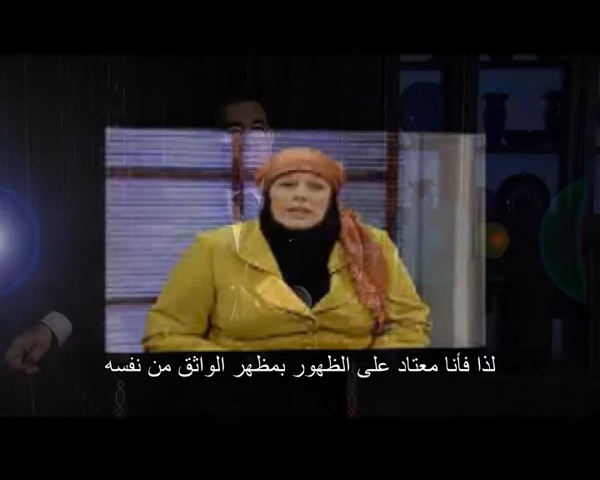 لذا فأنا معتاد على الظهور بمظهر الواثق من نفسه